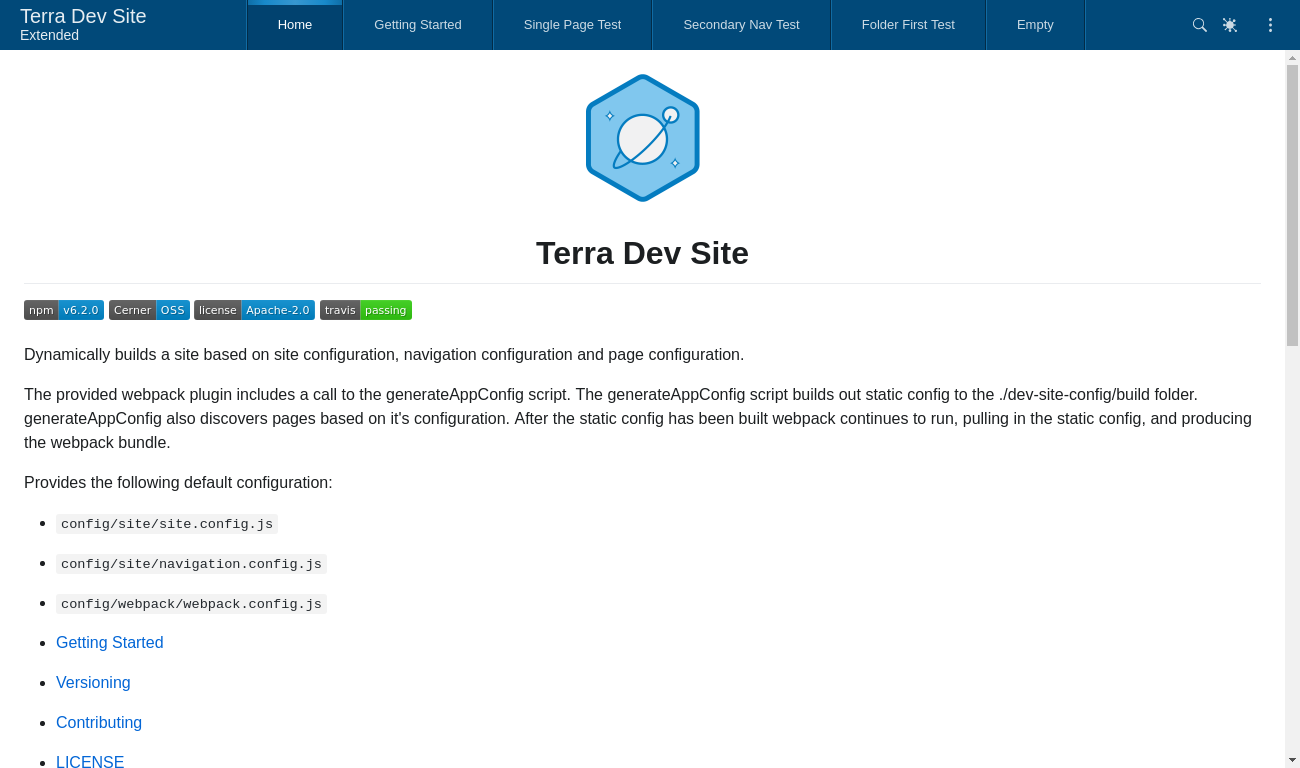 Terra Dev Site
Extended
Home
Getting Started
Single Page Test
Secondary Nav Test
Folder First Test
Empty
Terra Dev Site
npm v6.2.0 Cerner OSS license Apache-2.0 travis passing
Dynamically builds a site based on site configuration, navigation configuration and page configuration.
The provided webpack plugin includes a call to the generateAppConfig script. The generateAppConfig script builds out static config to the ./dev-site-config/build folder.
generateAppConfig also discovers pages based on it's configuration. After the static config has been built webpack continues to run, pulling in the static config, and producing
the webpack bundle.
Provides the following default configuration:
config/site/site.config.js
config/site/navigation.config.js
config/webpack/webpack.config.js
Getting Started
Versioning
Contributing
LICENSE